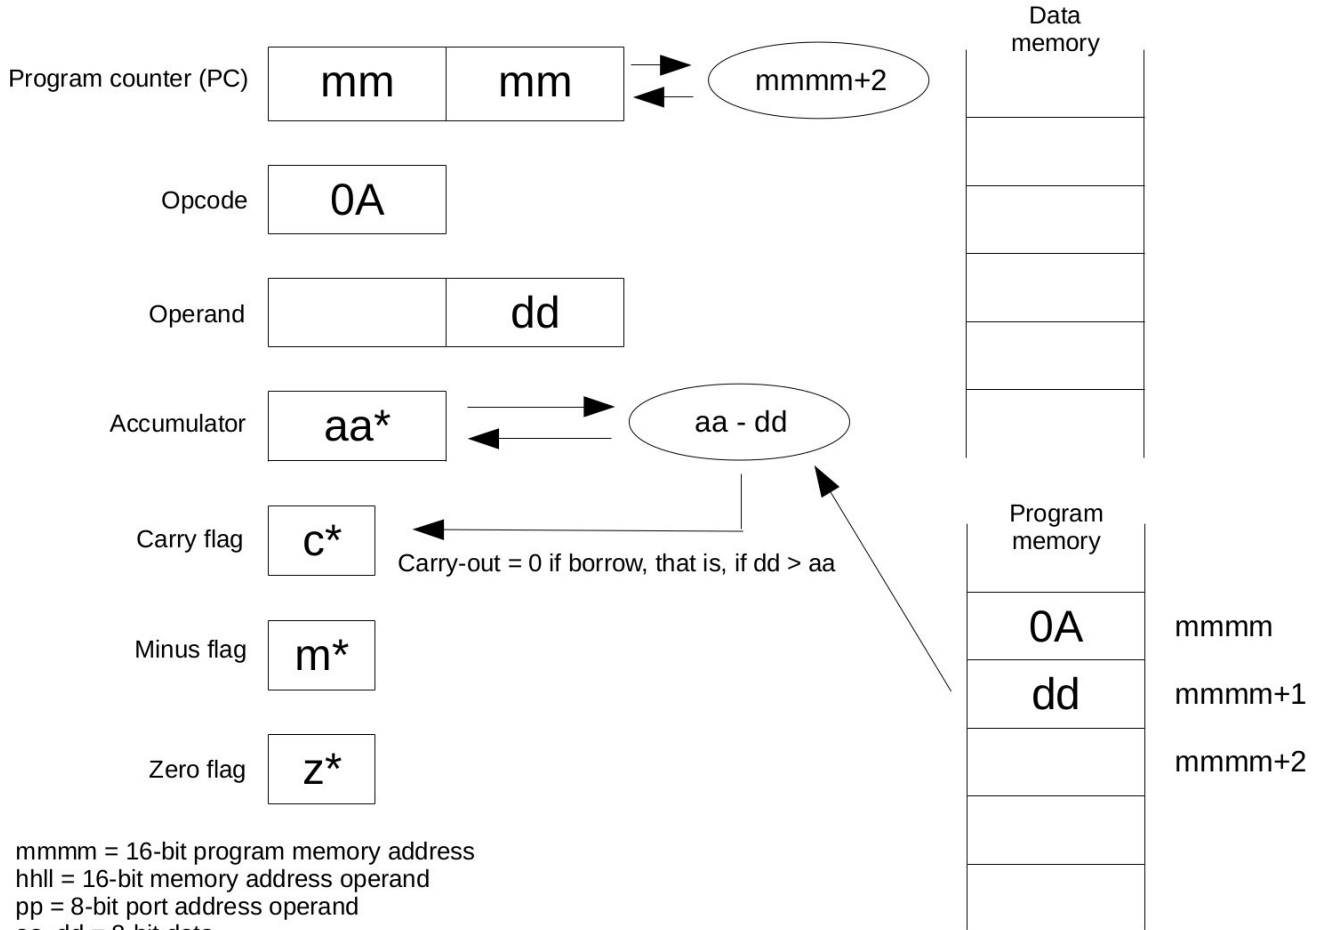 Data
memory
Program counter (PC)
mm
mm
mmmm+2
Opcode
0A
Operand
dd
Accumulator
aa*
aa - dd
Carry flag
c*
Carry-out = 0 if borrow, that is, if dd > aa
Program
memory
0A
mmmm
Minus flag
m*
dd
mmmm+1
mmmm+2
Zero flag
z*
mmmm = 16-bit program memory address
hhll = 16-bit memory address operand
pp = 8-bit port address operand